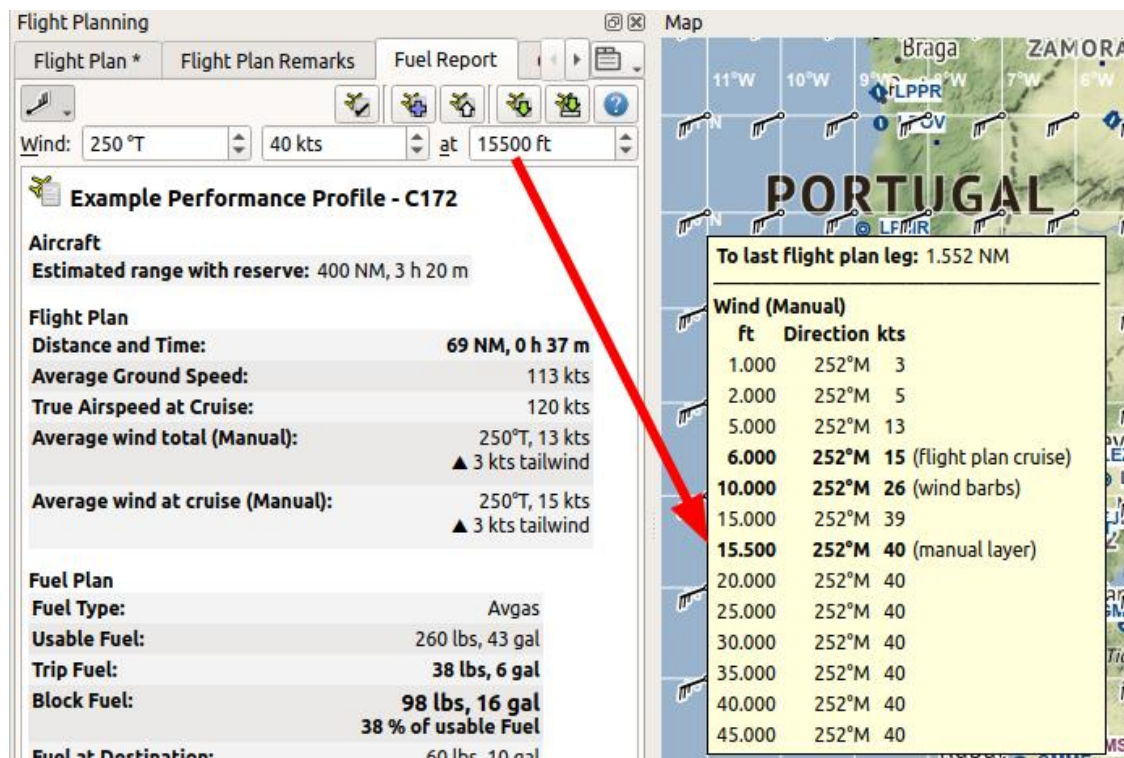 Flight Planning
Flight Plan *
Flight Plan Remarks
Fuel Report
Wind: 250 °T 40 kts at 15500 ft
Example Performance Profile - C172
Aircraft
Estimated range with reserve: 400 NM, 3 h 20 m
Flight Plan
Distance and Time: 69 NM, 0 h 37 m
Average Ground Speed: 113 kts
True Airspeed at Cruise: 120 kts
Average wind total (Manual): 250°T, 13 kts
▲ 3 kts tailwind
Average wind at cruise (Manual): 250°T, 15 kts
▲ 3 kts tailwind
Fuel Plan
Fuel Type: Avgas
Usable Fuel: 260 lbs, 43 gal
Trip Fuel: 38 lbs, 6 gal
Block Fuel: 98 lbs, 16 gal
38 % of usable Fuel
Fuel at Destination: 60 lbs, 10 gal
Map
Braga ZAMORA
11°W 10°W 9°W 8°W 7°W 6°W
LPPR
PORTUGAL
To last flight plan leg: 1.552 NM
Wind (Manual)
ft Direction kts
1.000 252°M 3
2.000 252°M 5
5.000 252°M 13
6.000 252°M 15 (flight plan cruise)
10.000 252°M 26 (wind barbs)
15.000 252°M 39
15.500 252°M 40 (manual layer)
20.000 252°M 40
25.000 252°M 40
30.000 252°M 40
35.000 252°M 40
40.000 252°M 40
45.000 252°M 40